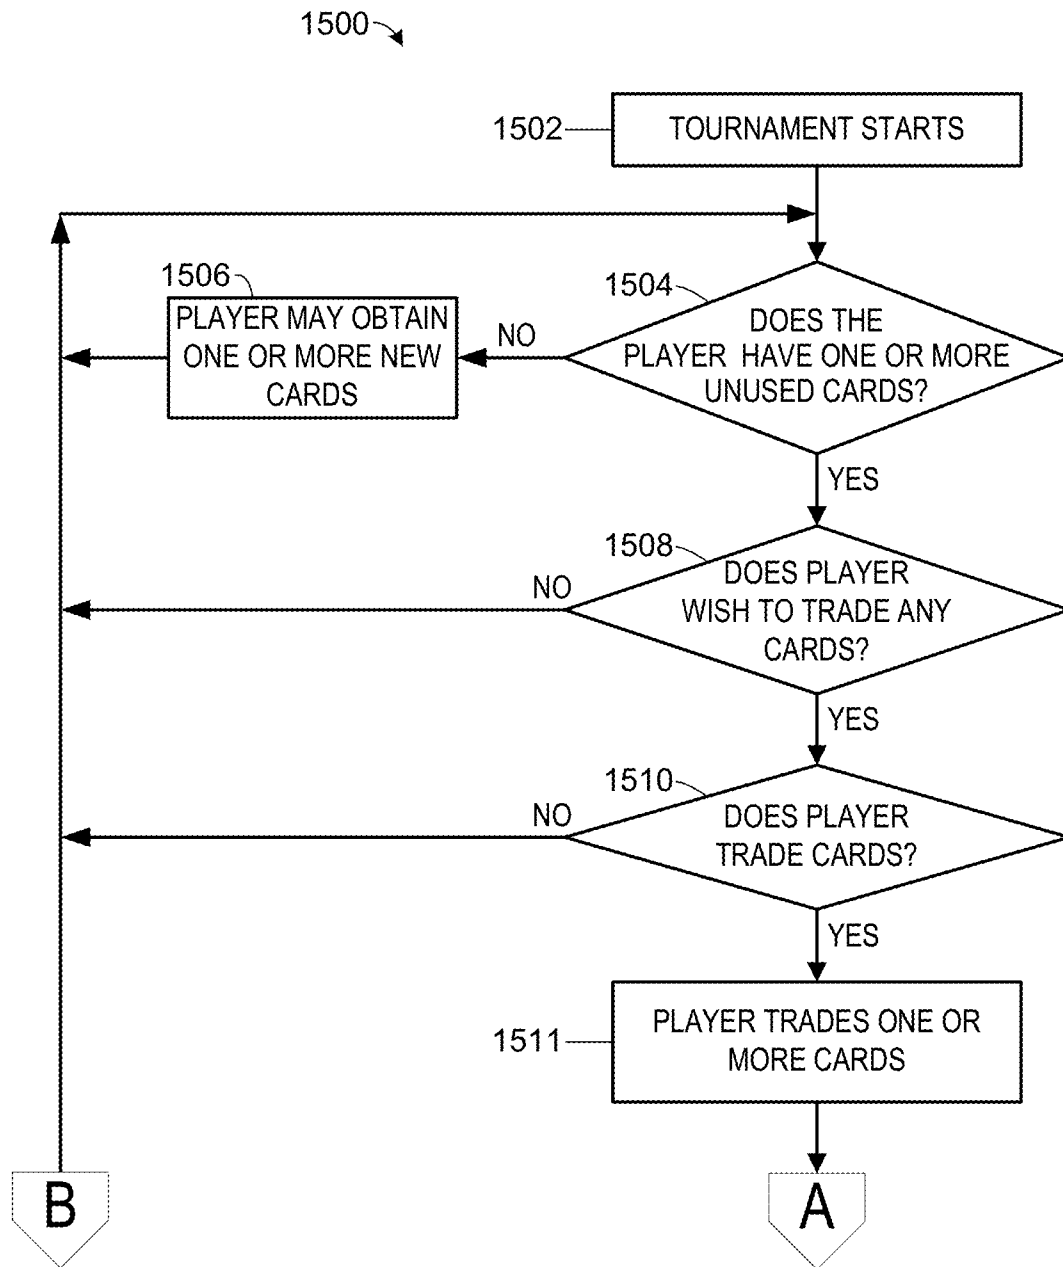 1500
1502
TOURNAMENT STARTS
1506
PLAYER MAY OBTAIN
ONE OR MORE NEW
CARDS
NO
1504
DOES THE
PLAYER HAVE ONE OR MORE
UNUSED CARDS?
YES
1508
NO
DOES PLAYER
WISH TO TRADE ANY
CARDS?
YES
1510
NO
DOES PLAYER
TRADE CARDS?
YES
1511
PLAYER TRADES ONE OR
MORE CARDS
B
A